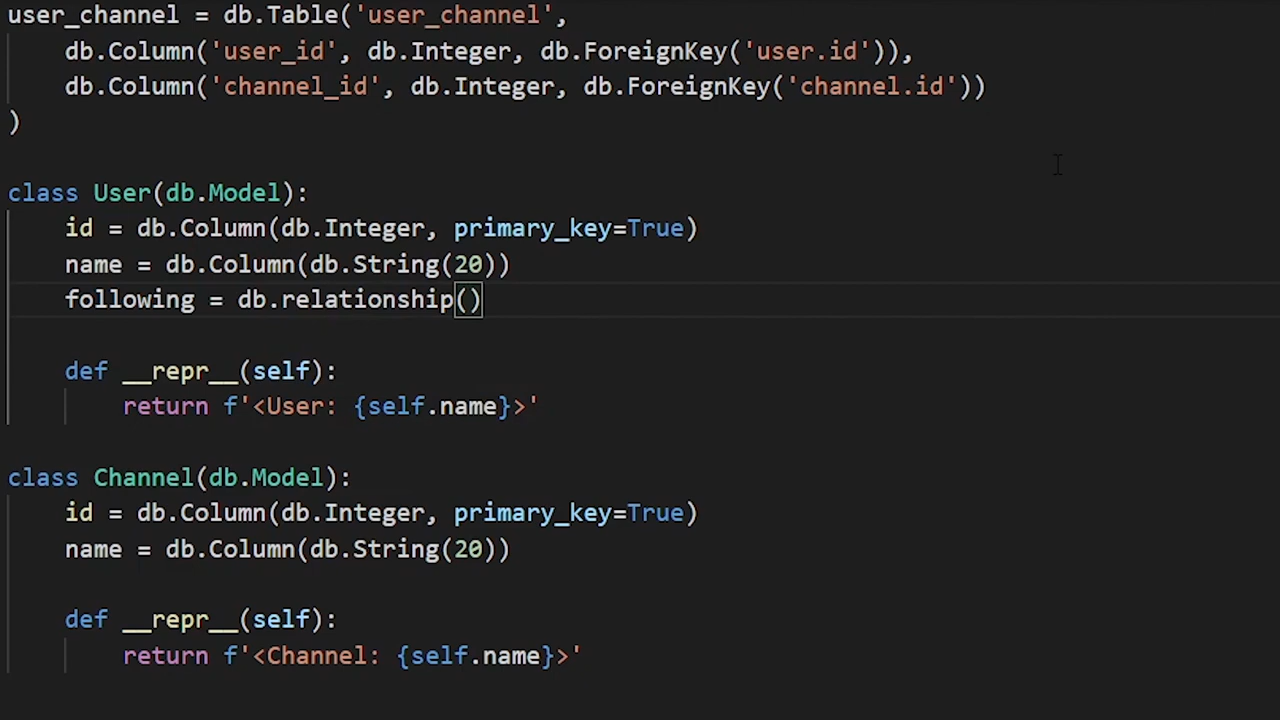 user_channel = db.Table('user_channel',
    db.Column('user_id', db.Integer, db.ForeignKey('user.id')),
    db.Column('channel_id', db.Integer, db.ForeignKey('channel.id'))
)
class User(db.Model):
    id = db.Column(db.Integer, primary_key=True)
    name = db.Column(db.String(20))
    following = db.relationship()
    def __repr__(self):
        return f'<User: {self.name}>'
class Channel(db.Model):
    id = db.Column(db.Integer, primary_key=True)
    name = db.Column(db.String(20))
    def __repr__(self):
        return f'<Channel: {self.name}>'